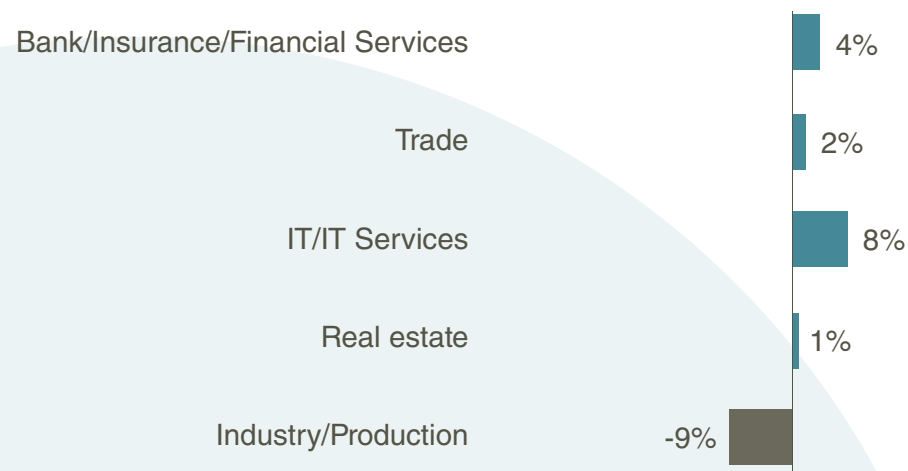 Bank/Insurance/Financial Services 4%
Trade 2%
IT/IT Services 8%
Real estate 1%
Industry/Production -9%